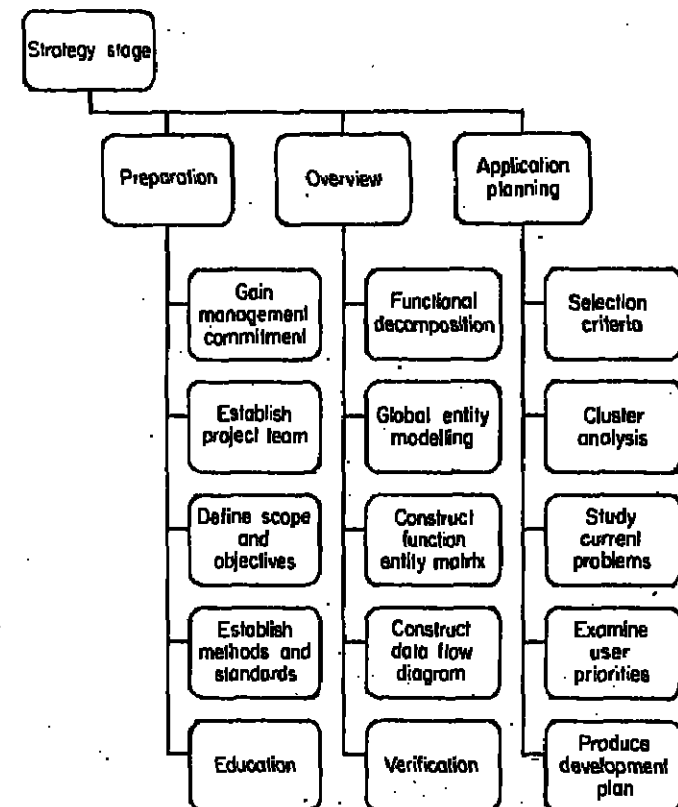 Strategy stage
Preparation
Overview
Application
planning
Gain
management
commitment
Establish
project team
Define scope
and
objectives
Establish
methods and
standards
Education
Functional
decomposition
Global entity
modelling
Construct
function
entity matrix
Construct
data flow
diagram
Verification
Selection
criteria
Cluster
analysis
Study
current
problems
Examine
user
priorities
Produce
development
plan